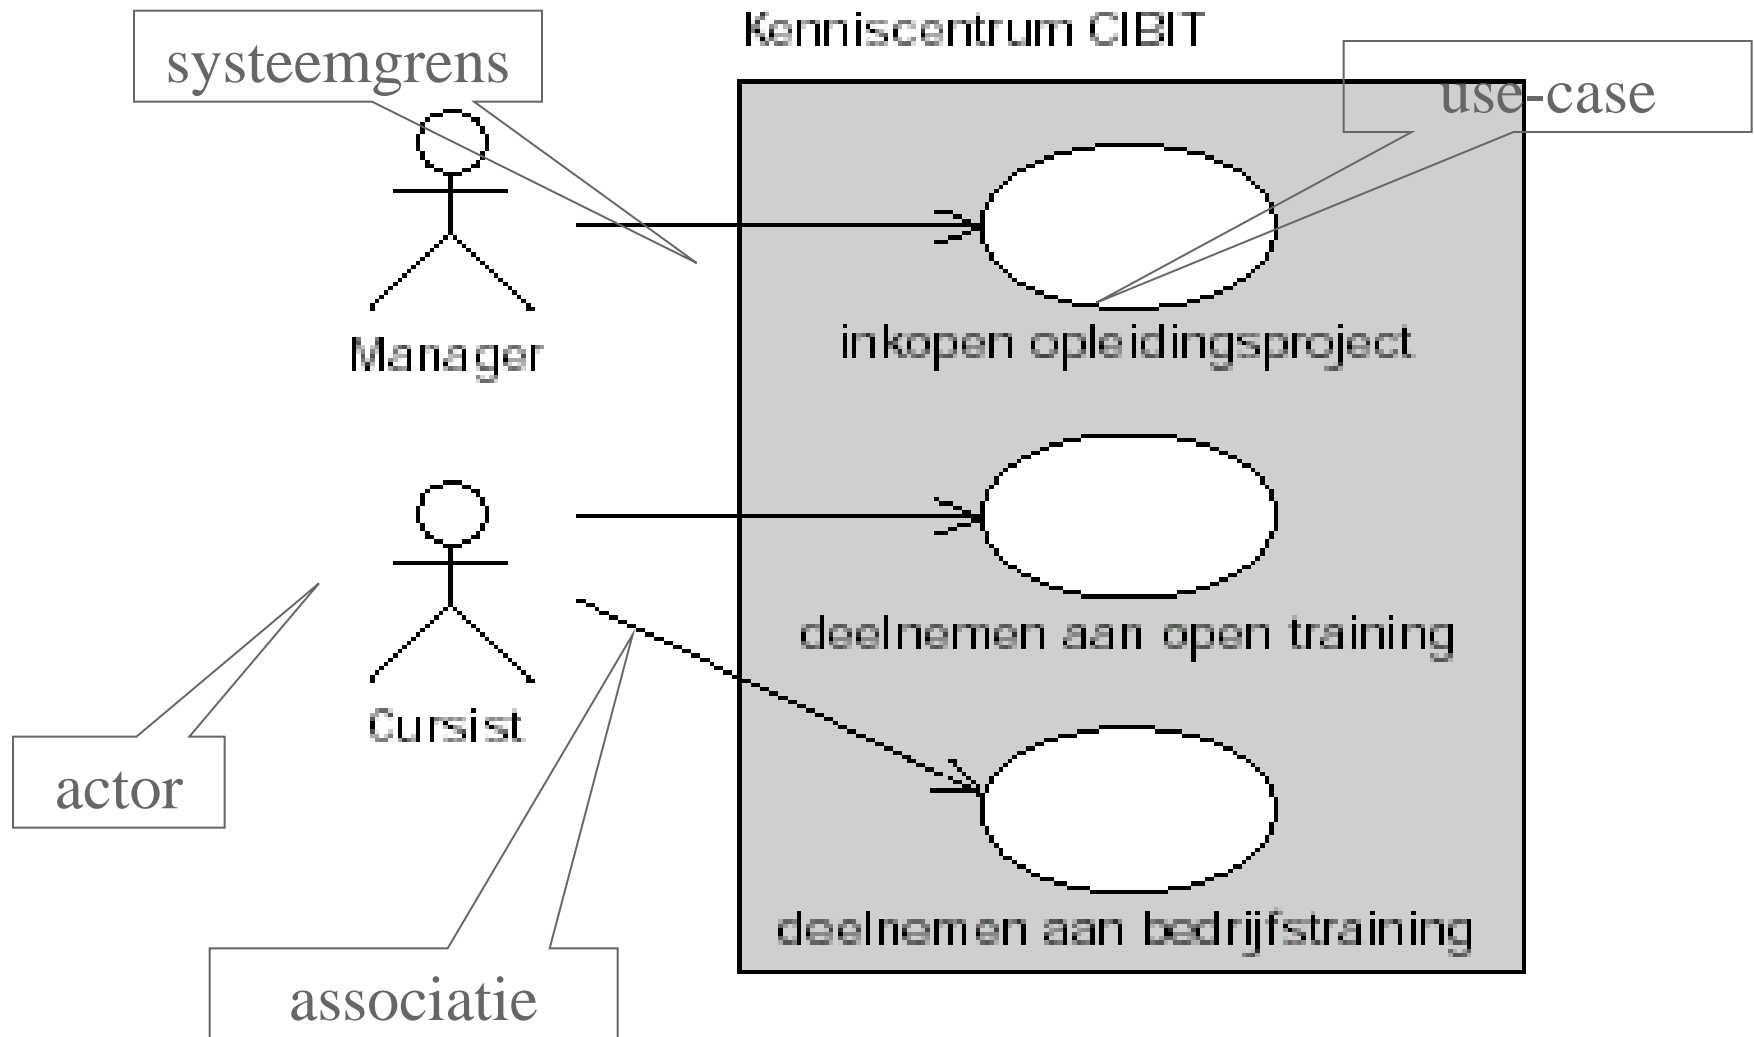 Kenniscentrum CIBIT
systeemgrens
use-case
Manager
inkopen opleidingsproject
deelnemen aan open training
Cursist
actor
deelnemen aan bedrijfstraining
associatie